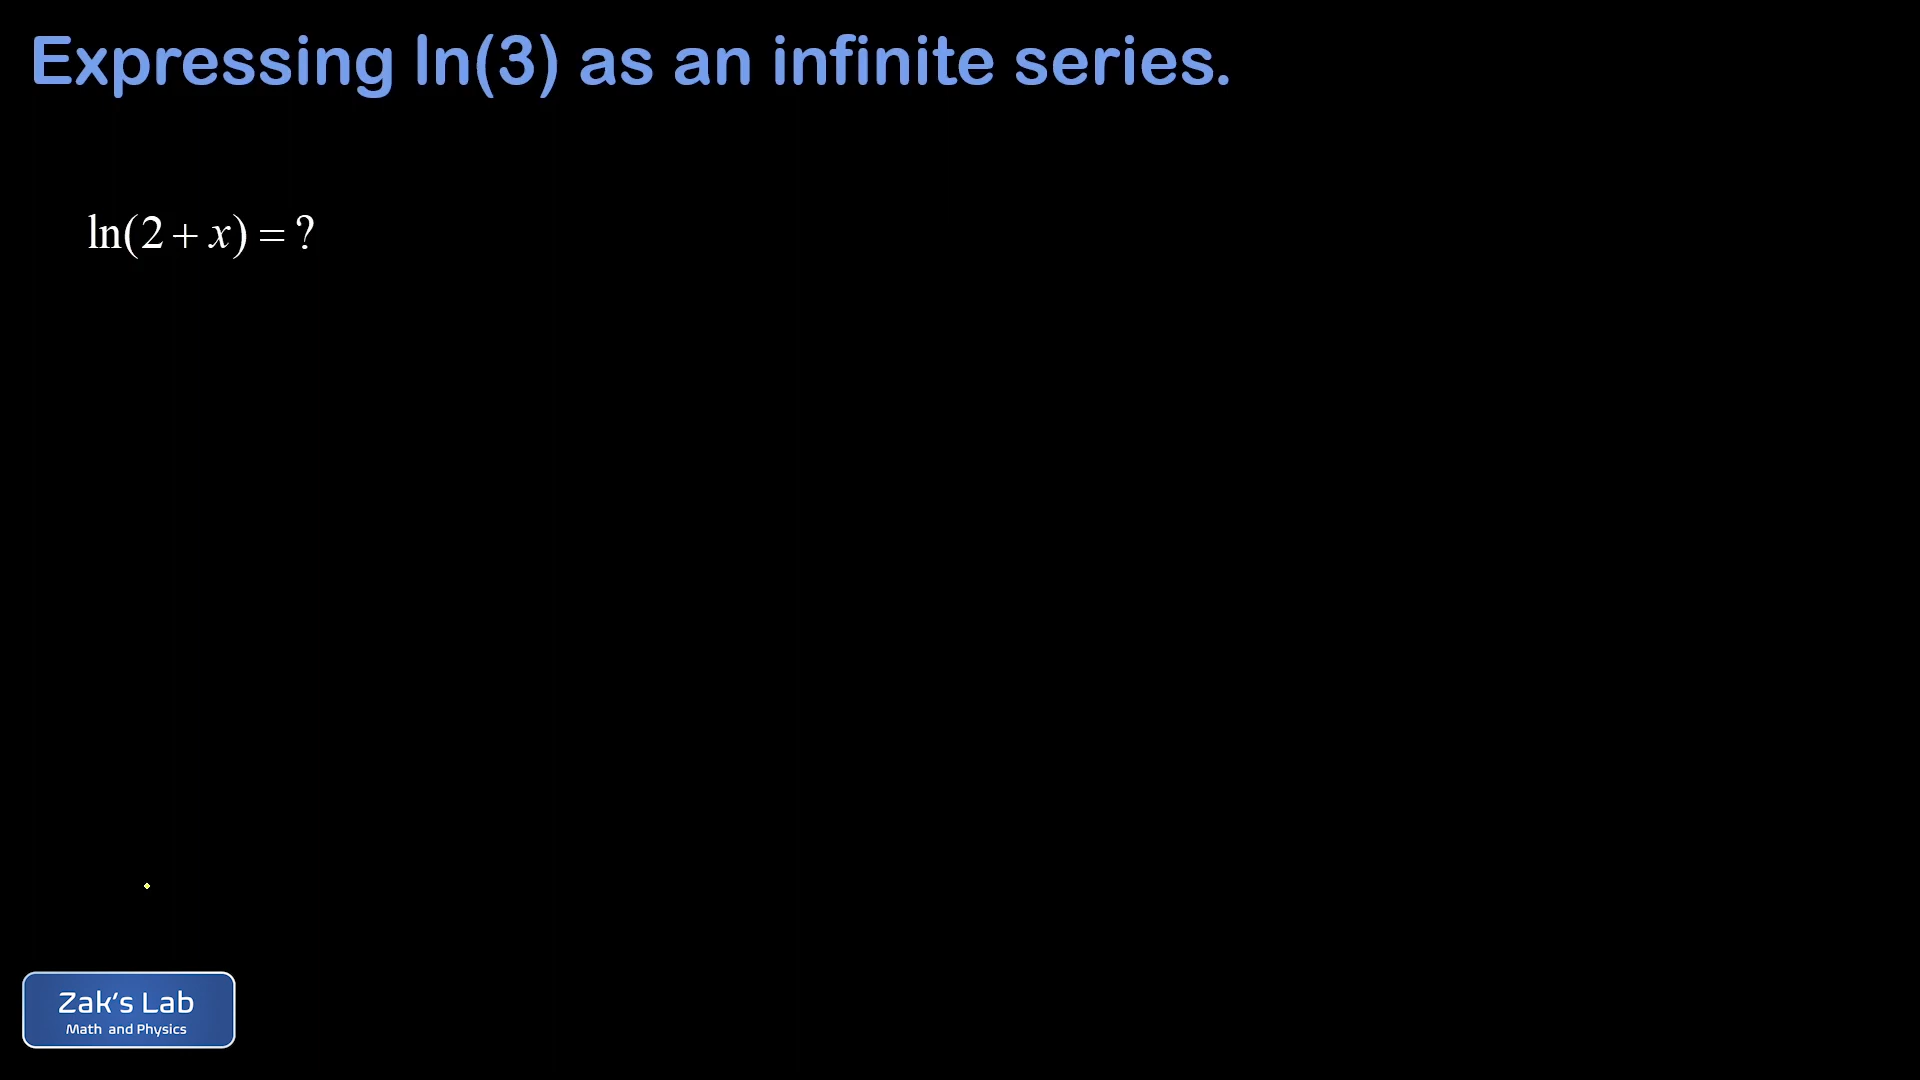 Expressing ln(3) as an infinite series.
ln(2 + x) = ?
Zak's Lab
Math and Physics